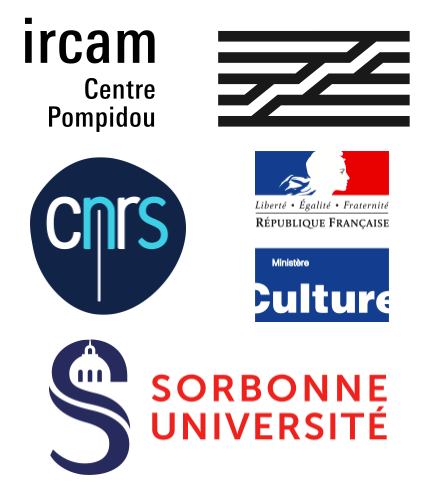 ircam
Centre
Pompidou
cnrs
Liberté • Égalité • Fraternité
RÉPUBLIQUE FRANÇAISE
Ministère
Culture
SORBONNE
UNIVERSITÉ